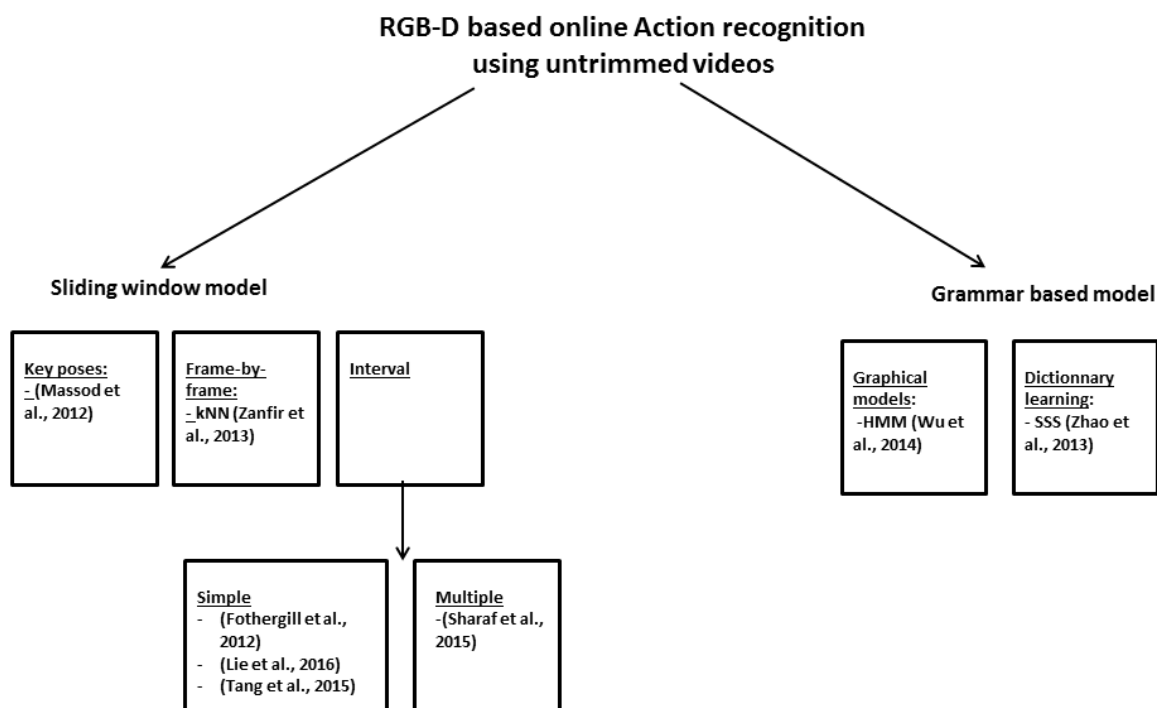 RGB-D based online Action recognition
using untrimmed videos
Sliding window model
Grammar based model
Key poses:
- (Massod et
al., 2012)
Frame-by-
frame:
- kNN (Zanfir et
al., 2013)
Interval
Graphical
models:
-HMM (Wu et
al., 2014)
Dictionnary
learning:
- SSS (Zhao et
al., 2013)
Simple
- (Fothergill et al.,
2012)
- (Lie et al., 2016)
- (Tang et al., 2015)
Multiple
-(Sharaf et al.,
2015)